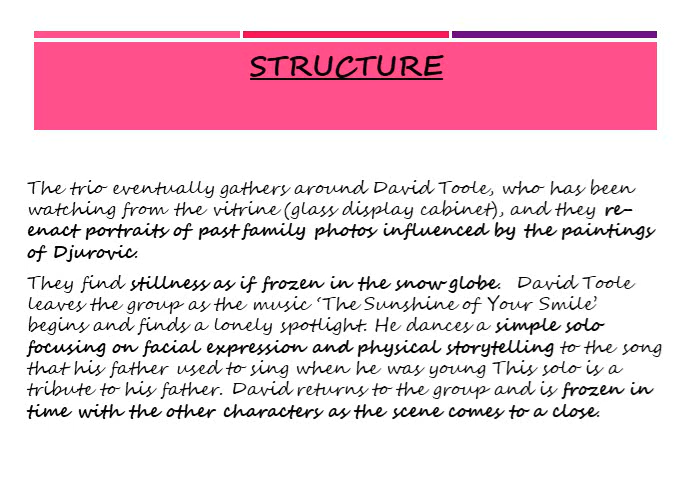 STRUCTURE
The trio eventually gathers around David Toole, who has been
watching from the vitrine (glass display cabinet), and they re-
enact portraits of past family photos influenced by the paintings
of Djurovic.
They find stillness as if frozen in the snow globe. David Toole
leaves the group as the music ‘The Sunshine of Your Smile’
begins and finds a lonely spotlight. He dances a simple solo
focusing on facial expression and physical storytelling to the song
that his father used to sing when he was young This solo is a
tribute to his father. David returns to the group and is frozen in
time with the other characters as the scene comes to a close.